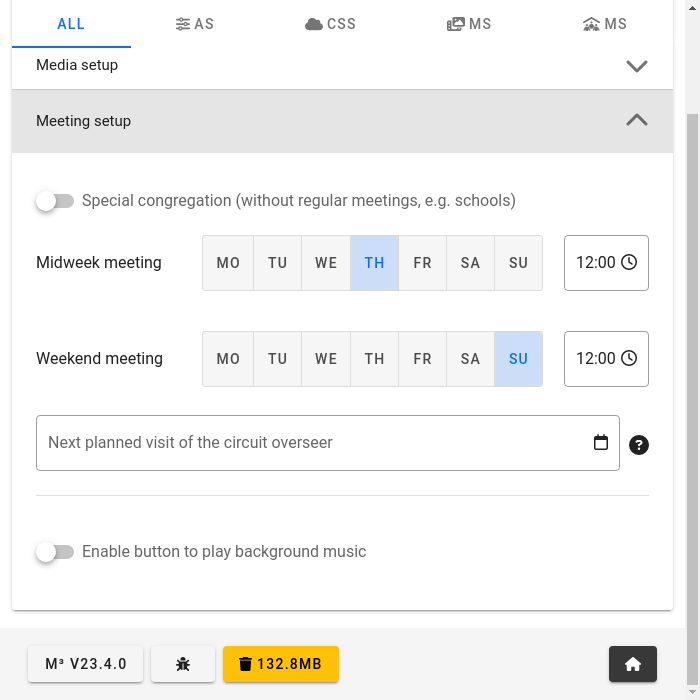 ALL AS CSS MS MS
Media setup
Meeting setup
Special congregation (without regular meetings, e.g. schools)
Midweek meeting MO TU WE TH FR SA SU 12:00
Weekend meeting MO TU WE TH FR SA SU 12:00
Next planned visit of the circuit overseer ?
Enable button to play background music
M³ V23.4.0 132.8MB